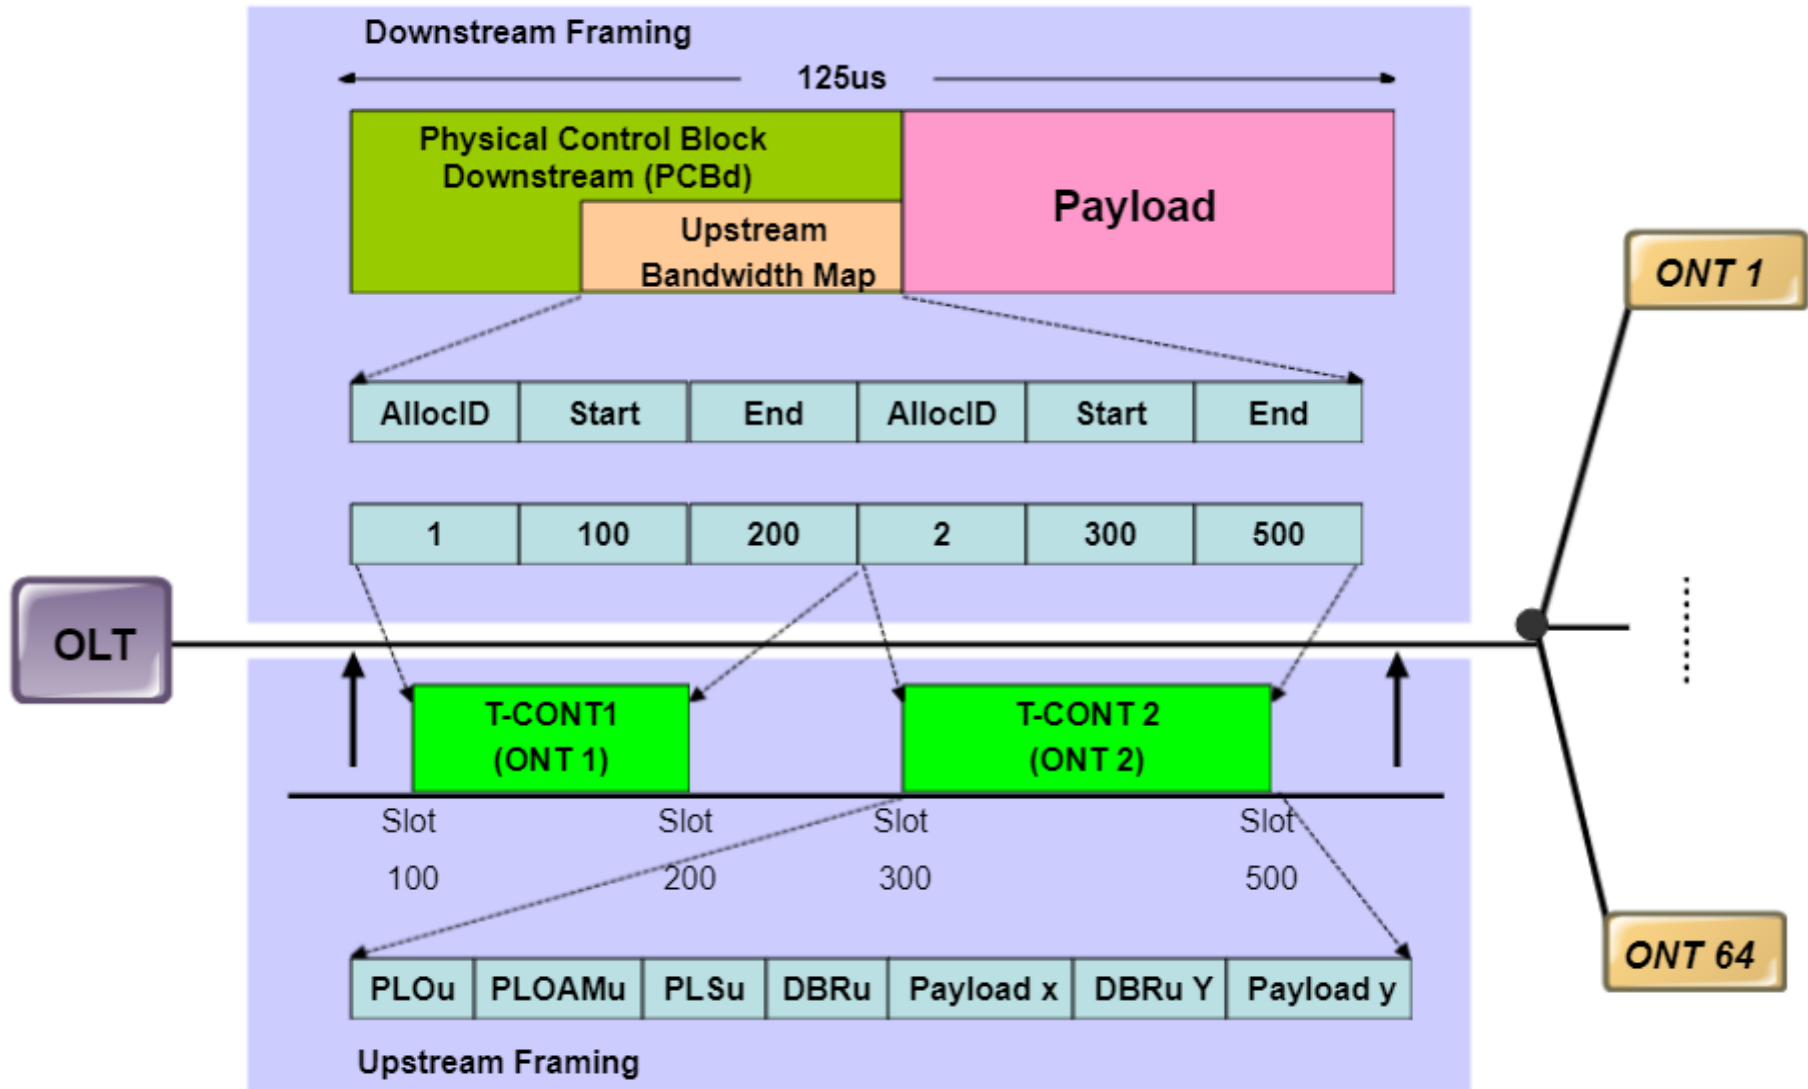 Downstream Framing
125us
Physical Control Block
Downstream (PCBd)
Upstream
Bandwidth Map
Payload
ONT 1
AllocID Start End AllocID Start End
1 100 200 2 300 500
OLT
T-CONT1
(ONT 1)
T-CONT 2
(ONT 2)
Slot Slot Slot Slot
100 200 300 500
ONT 64
PLOu PLOAMu PLSu DBRu Payload x DBRu Y Payload y
Upstream Framing